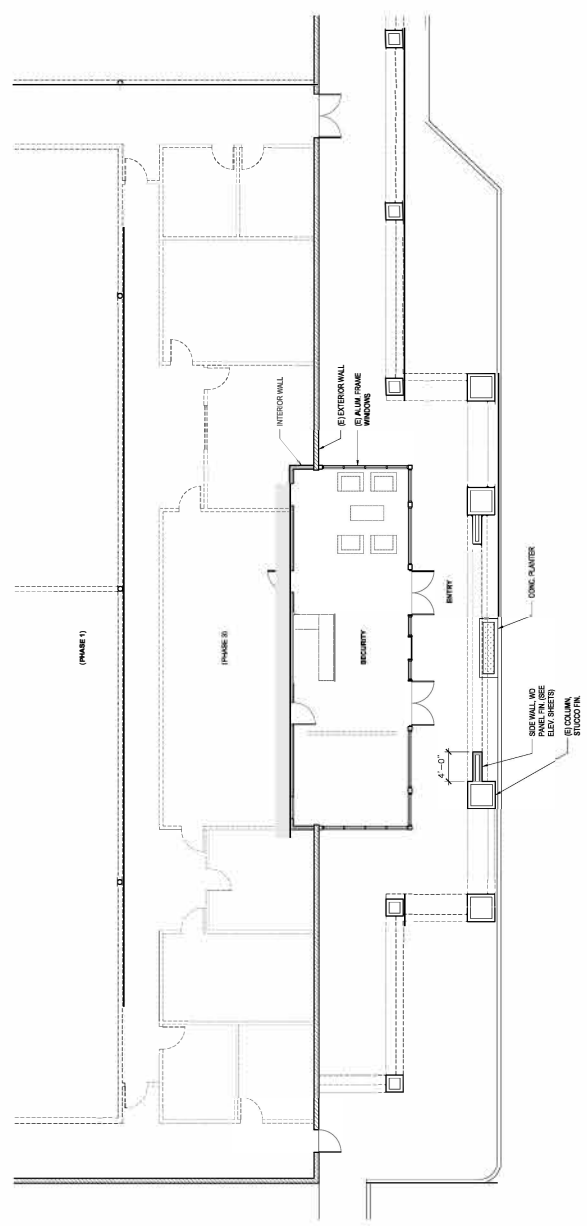 (PHASE 1)
(PHASE 3)
INTERIOR WALL
(E) EXTERIOR WALL
(E) ALUM. FRAME
WINDOWS
SECURITY
ENTRY
CONC. PLANTER
4'-0"
SIDE WALL, WD
PANEL FIN. (SEE
ELEV. SHEETS)
(E) COLUMN,
STUCCO FIN.